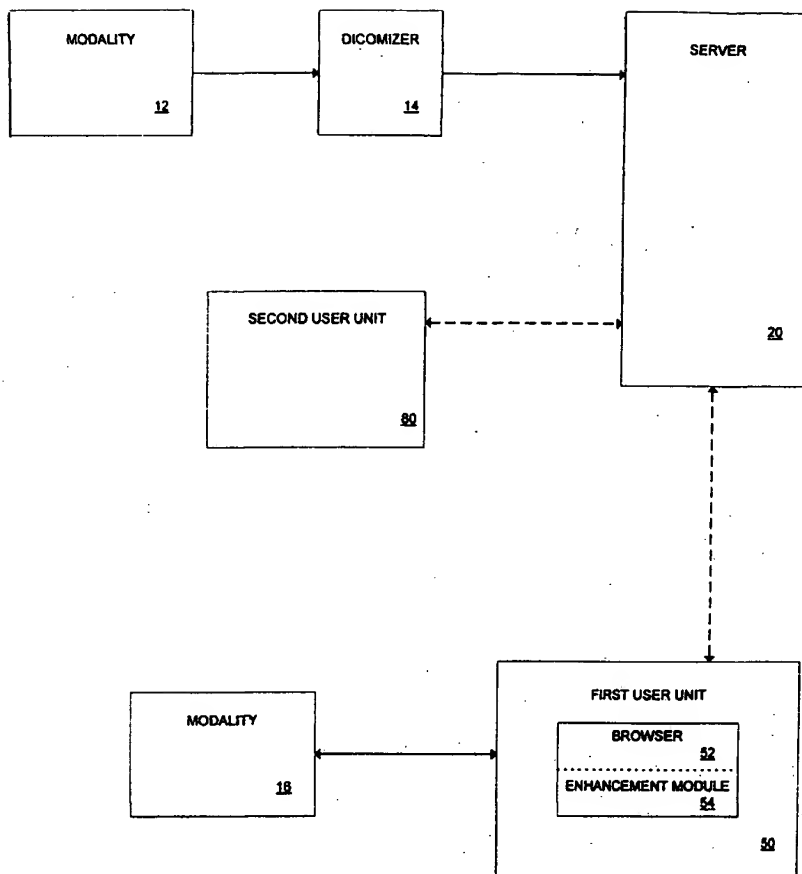 MODALITY
12
DICOMIZER
14
SERVER
20
SECOND USER UNIT
80
MODALITY
16
FIRST USER UNIT
BROWSER
52
ENHANCEMENT MODULE
54
50